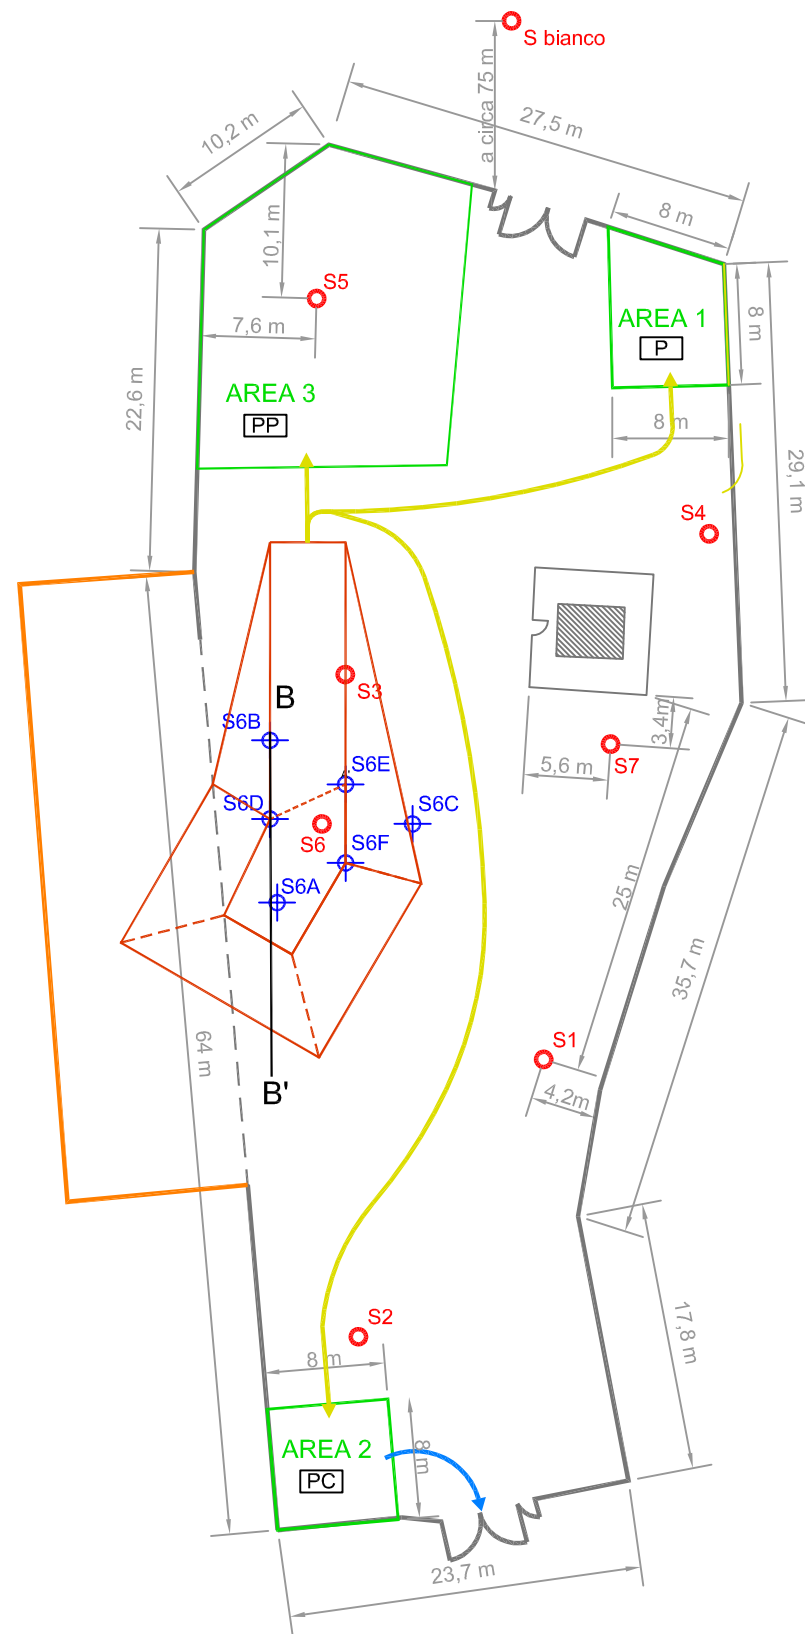 S bianco
a circa 75 m
27,5 m
10,2 m
8 m
10,1 m
S5
7,6 m
AREA 1
P
8 m
AREA 3
PP
22,6 m
8 m
29,1 m
S4
S3
B
S6B
3,4m
S7
S6E
5,6 m
S6D
S6C
S6
S6F
S6A
25 m
35,7 m
S1
64 m
4,2m
B'
S2
17,8 m
8 m
AREA 2
PC
8 m
23,7 m